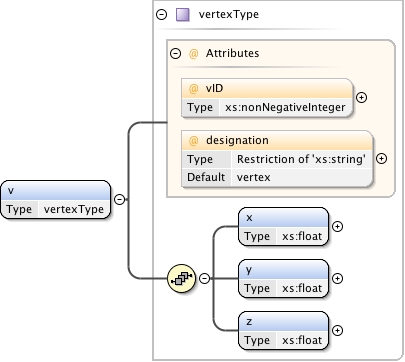 vertexType
@ Attributes
@ vID
Type xs:nonNegativeInteger
@ designation
Type Restriction of 'xs:string'
Default vertex
v
Type vertexType
x
Type xs:float
y
Type xs:float
z
Type xs:float